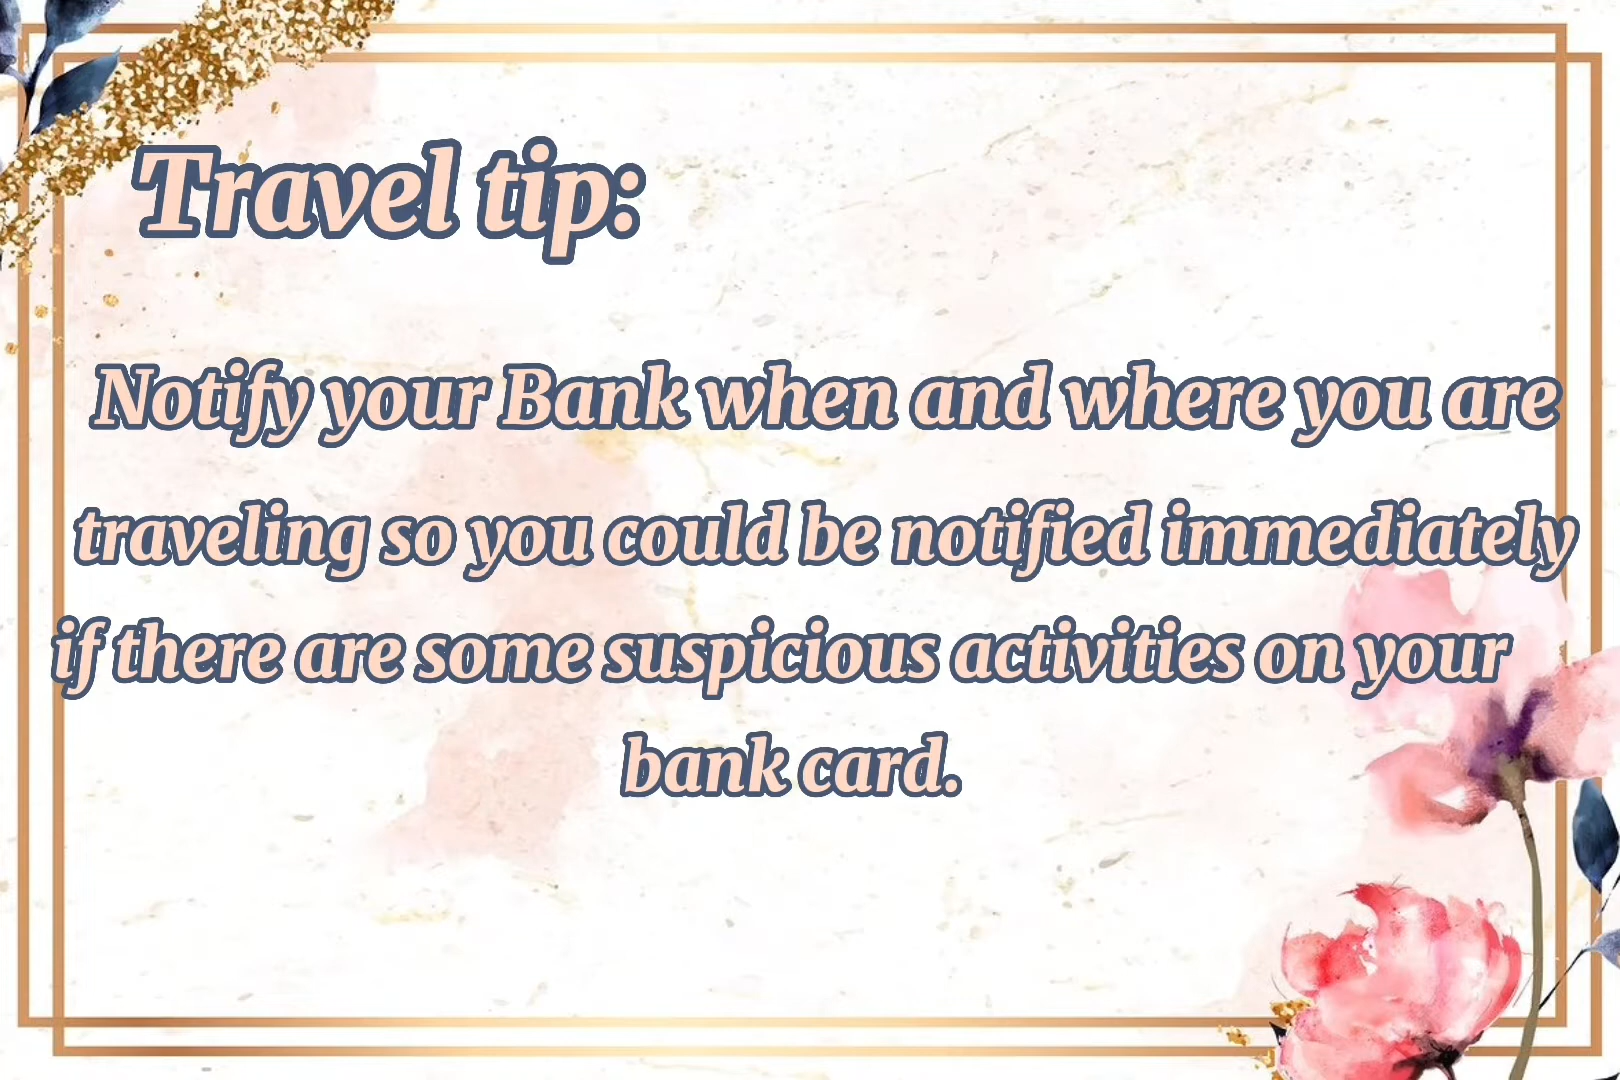 Travel tip:
Notify your Bank when and where you are
traveling so you could be notified immediately
if there are some suspicious activities on your
bank card.